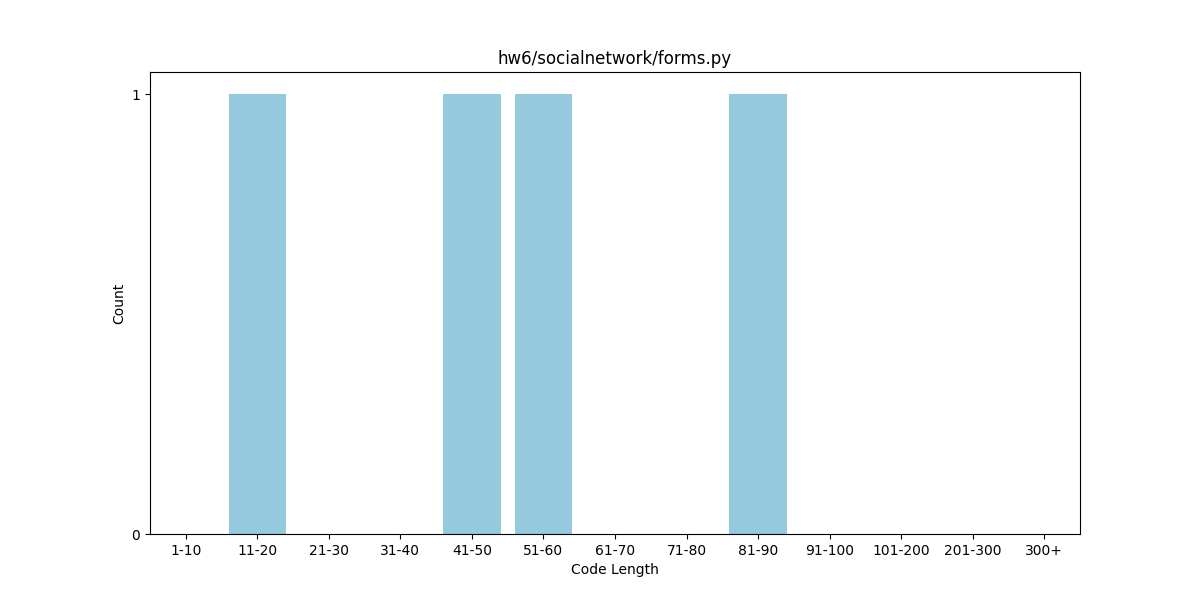 hw6/socialnetwork/forms.py
1
Count
0
1-10 11-20 21-30 31-40 41-50 51-60 61-70 71-80 81-90 91-100 101-200 201-300 300+
Code Length